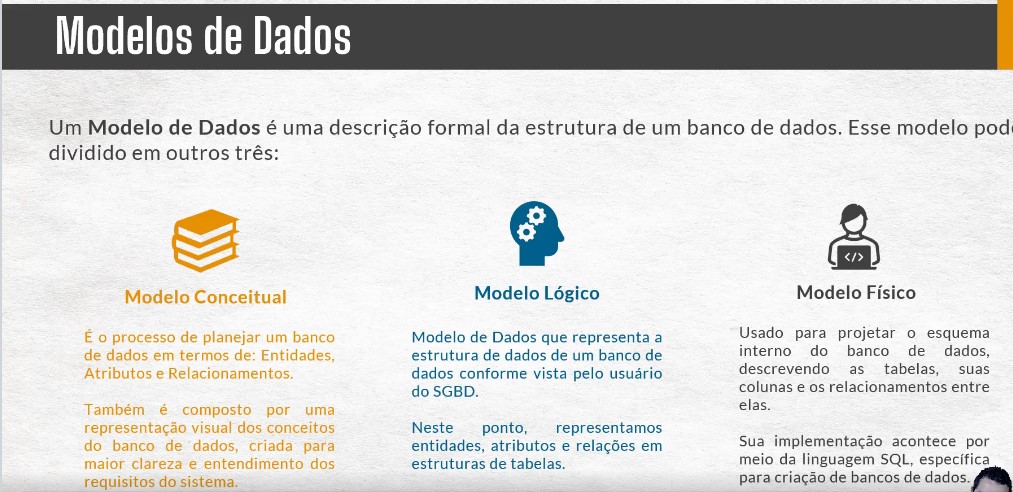 Modelos de Dados
Um Modelo de Dados é uma descrição formal da estrutura de um banco de dados. Esse modelo pode
dividido em outros três:
Modelo Conceitual
É o processo de planejar um banco
de dados em termos de: Entidades,
Atributos e Relacionamentos.
Também é composto por uma
representação visual dos conceitos
do banco de dados, criada para
maior clareza e entendimento dos
requisitos do sistema.
Modelo Lógico
Modelo de Dados que representa a
estrutura de dados de um banco de
dados conforme vista pelo usuário
do SGBD.
Neste ponto, representamos
entidades, atributos e relações em
estruturas de tabelas.
</>
Modelo Físico
Usado para projetar o esquema
interno do banco de dados,
descrevendo as tabelas, suas
colunas e os relacionamentos entre
elas.
Sua implementação acontece por
meio da linguagem SQL, específica
para criação de bancos de dados.